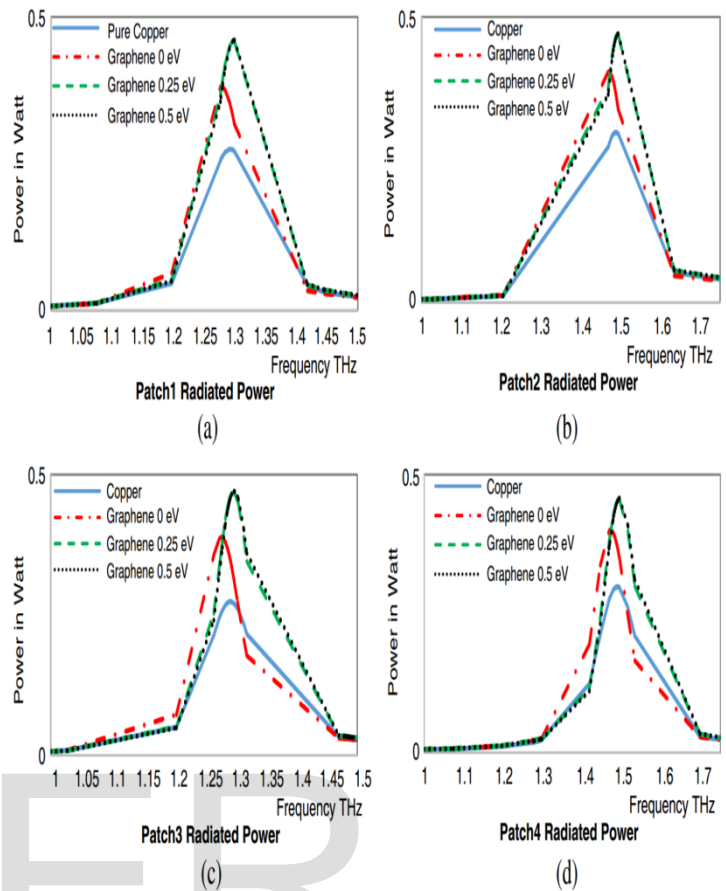 0.5
Pure Copper
Graphene 0 eV
Graphene 0.25 eV
Graphene 0.5 eV
Power in Watt
0
1 1.05 1.1 1.15 1.2 1.25 1.3 1.35 1.4 1.45 1.5
Frequency THz
Patch1 Radiated Power
(a)
0.5
Copper
Graphene 0 eV
Graphene 0.25 eV
Graphene 0.5 eV
Power in Watt
0
1 1.1 1.2 1.3 1.4 1.5 1.6 1.7
Frequency THz
Patch2 Radiated Power
(b)
0.5
Copper
Graphene 0 eV
Graphene 0.25 eV
Graphene 0.5 eV
Power in Watt
0
1 1.05 1.1 1.15 1.2 1.25 1.3 1.35 1.4 1.45 1.5
Frequency THz
Patch3 Radiated Power
(c)
0.5
Copper
Graphene 0 eV
Graphene 0.25 eV
Graphene 0.5 eV
Power in Watt
0
1 1.1 1.2 1.3 1.4 1.5 1.6 1.7
Frequency THz
Patch4 Radiated Power
(d)